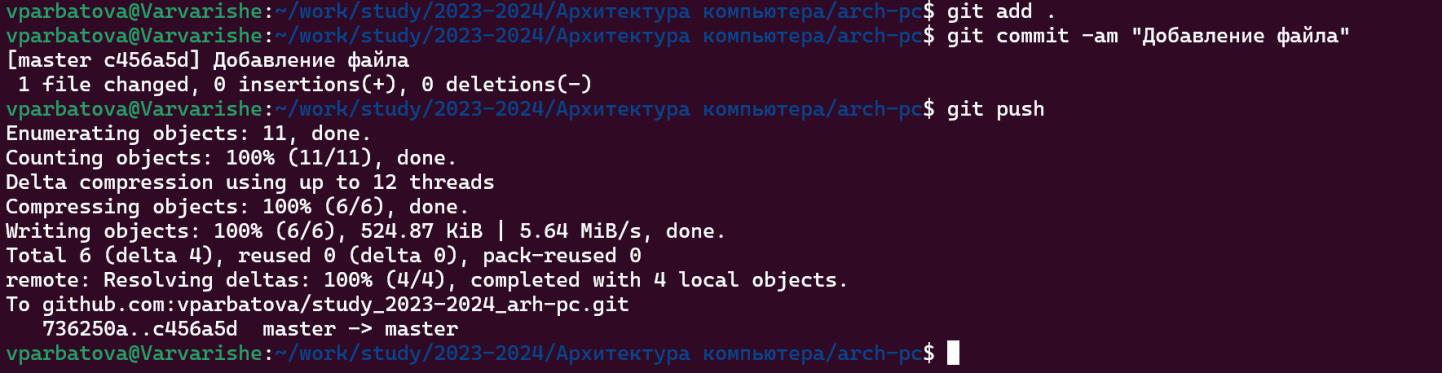 vparbatova@Varvarishe:~/work/study/2023-2024/Архитектура компьютера/arch-pc$ git add .
vparbatova@Varvarishe:~/work/study/2023-2024/Архитектура компьютера/arch-pc$ git commit -am "Добавление файла"
[master c456a5d] Добавление файла
 1 file changed, 0 insertions(+), 0 deletions(-)
vparbatova@Varvarishe:~/work/study/2023-2024/Архитектура компьютера/arch-pc$ git push
Enumerating objects: 11, done.
Counting objects: 100% (11/11), done.
Delta compression using up to 12 threads
Compressing objects: 100% (6/6), done.
Writing objects: 100% (6/6), 524.87 KiB | 5.64 MiB/s, done.
Total 6 (delta 4), reused 0 (delta 0), pack-reused 0
remote: Resolving deltas: 100% (4/4), completed with 4 local objects.
To github.com:vparbatova/study_2023-2024_arh-pc.git
   736250a..c456a5d  master -> master
vparbatova@Varvarishe:~/work/study/2023-2024/Архитектура компьютера/arch-pc$